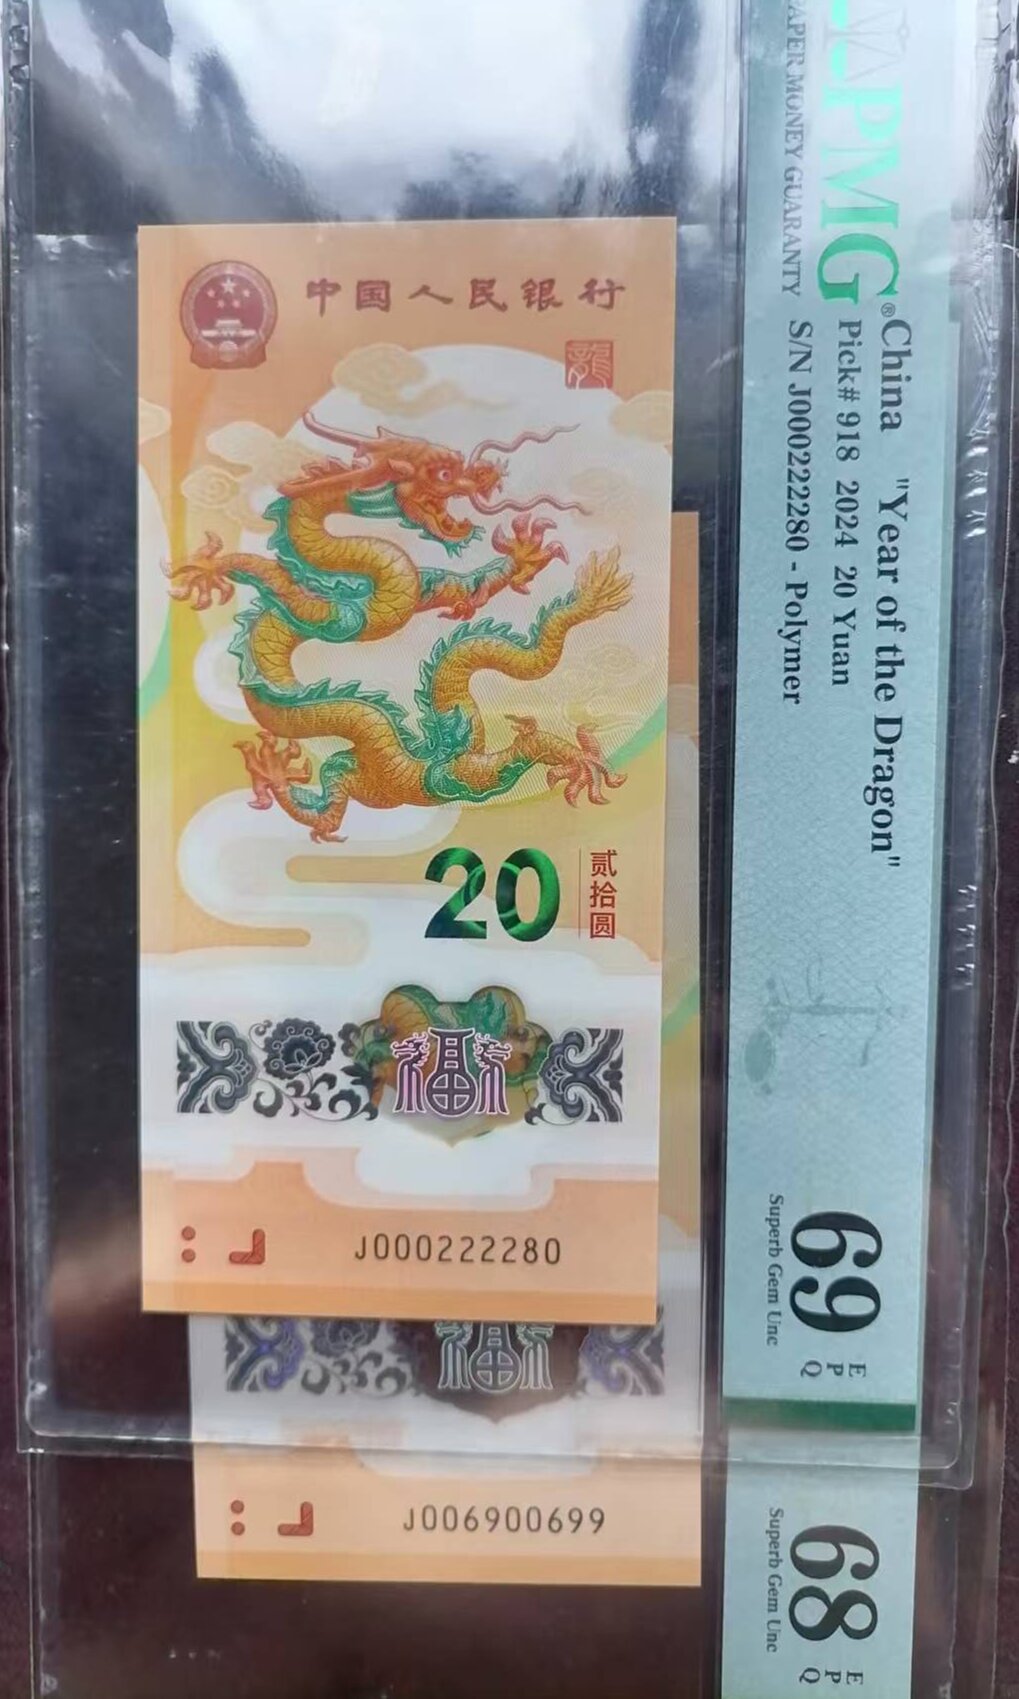 中国人民银行
龍
20
贰拾圆
福
J000222280
J006900699
PMG®
PAPER MONEY GUARANTY
China "Year of the Dragon"
Pick# 918 2024 20 Yuan
S/N J000222280 - Polymer
69 EPQ
Superb Gem Unc
68 EPQ
Superb Gem Unc